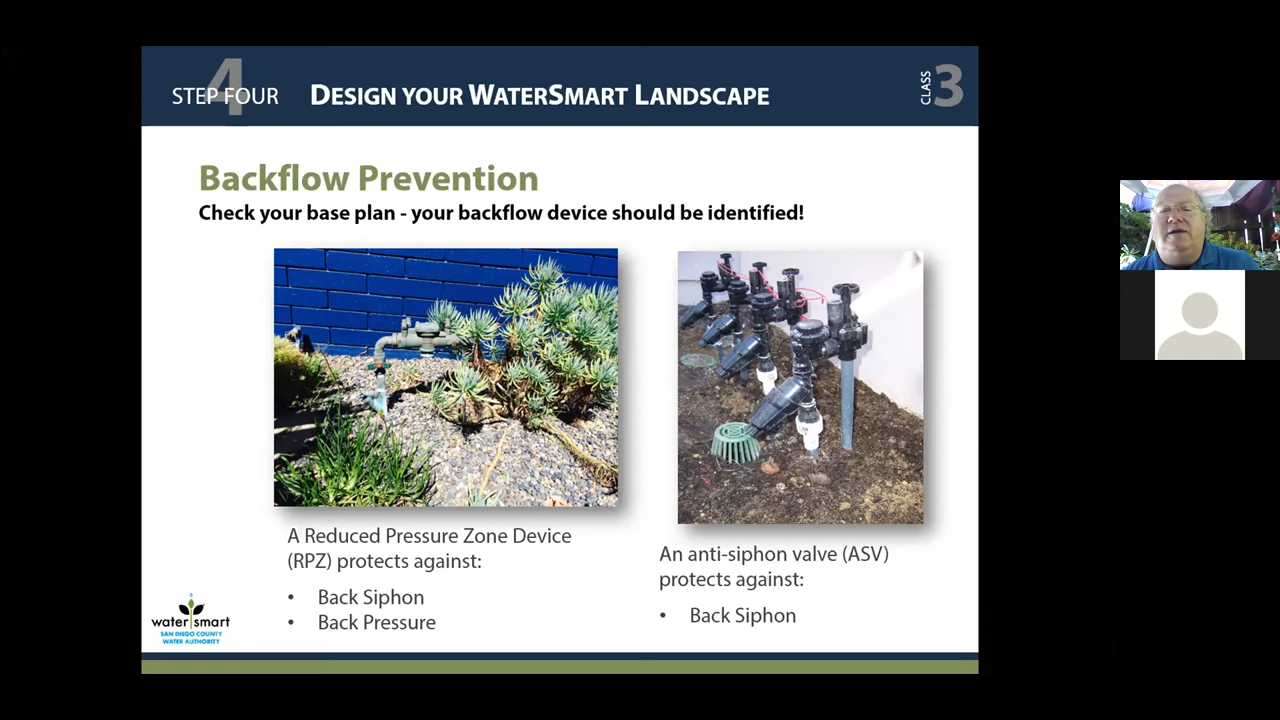 STEP FOUR
4
DESIGN YOUR WATERSMART LANDSCAPE
CLASS 3
Backflow Prevention
Check your base plan - your backflow device should be identified!
A Reduced Pressure Zone Device
(RPZ) protects against:
• Back Siphon
• Back Pressure
An anti-siphon valve (ASV)
protects against:
• Back Siphon
water smart
SAN DIEGO COUNTY
WATER AUTHORITY